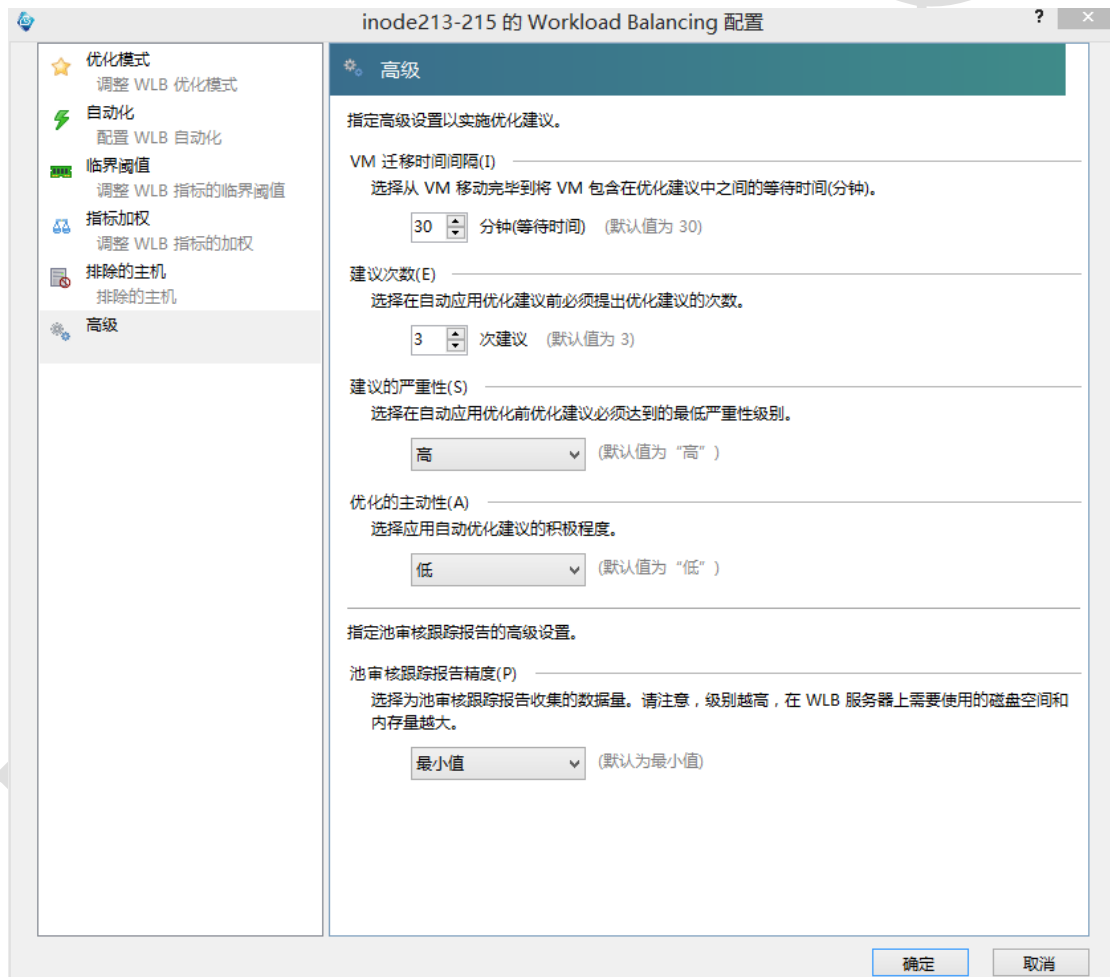 inode213-215 的 Workload Balancing 配置
? ×
优化模式
调整 WLB 优化模式
自动化
配置 WLB 自动化
临界阈值
调整 WLB 指标的临界阈值
指标加权
调整 WLB 指标的加权
排除的主机
排除的主机
高级
高级
指定高级设置以实施优化建议。
VM 迁移时间间隔(I)
选择从 VM 移动完毕到将 VM 包含在优化建议中之间的等待时间(分钟)。
30 分钟(等待时间) (默认值为 30)
建议次数(E)
选择在自动应用优化建议前必须提出优化建议的次数。
3 次建议 (默认值为 3)
建议的严重性(S)
选择在自动应用优化前优化建议必须达到的最低严重性级别。
高 (默认值为“高”)
优化的主动性(A)
选择应用自动优化建议的积极程度。
低 (默认值为“低”)
指定池审核跟踪报告的高级设置。
池审核跟踪报告精度(P)
选择为池审核跟踪报告收集的数据量。请注意，级别越高，在 WLB 服务器上需要使用的磁盘空间和
内存量越大。
最小值 (默认为最小值)
确定 取消